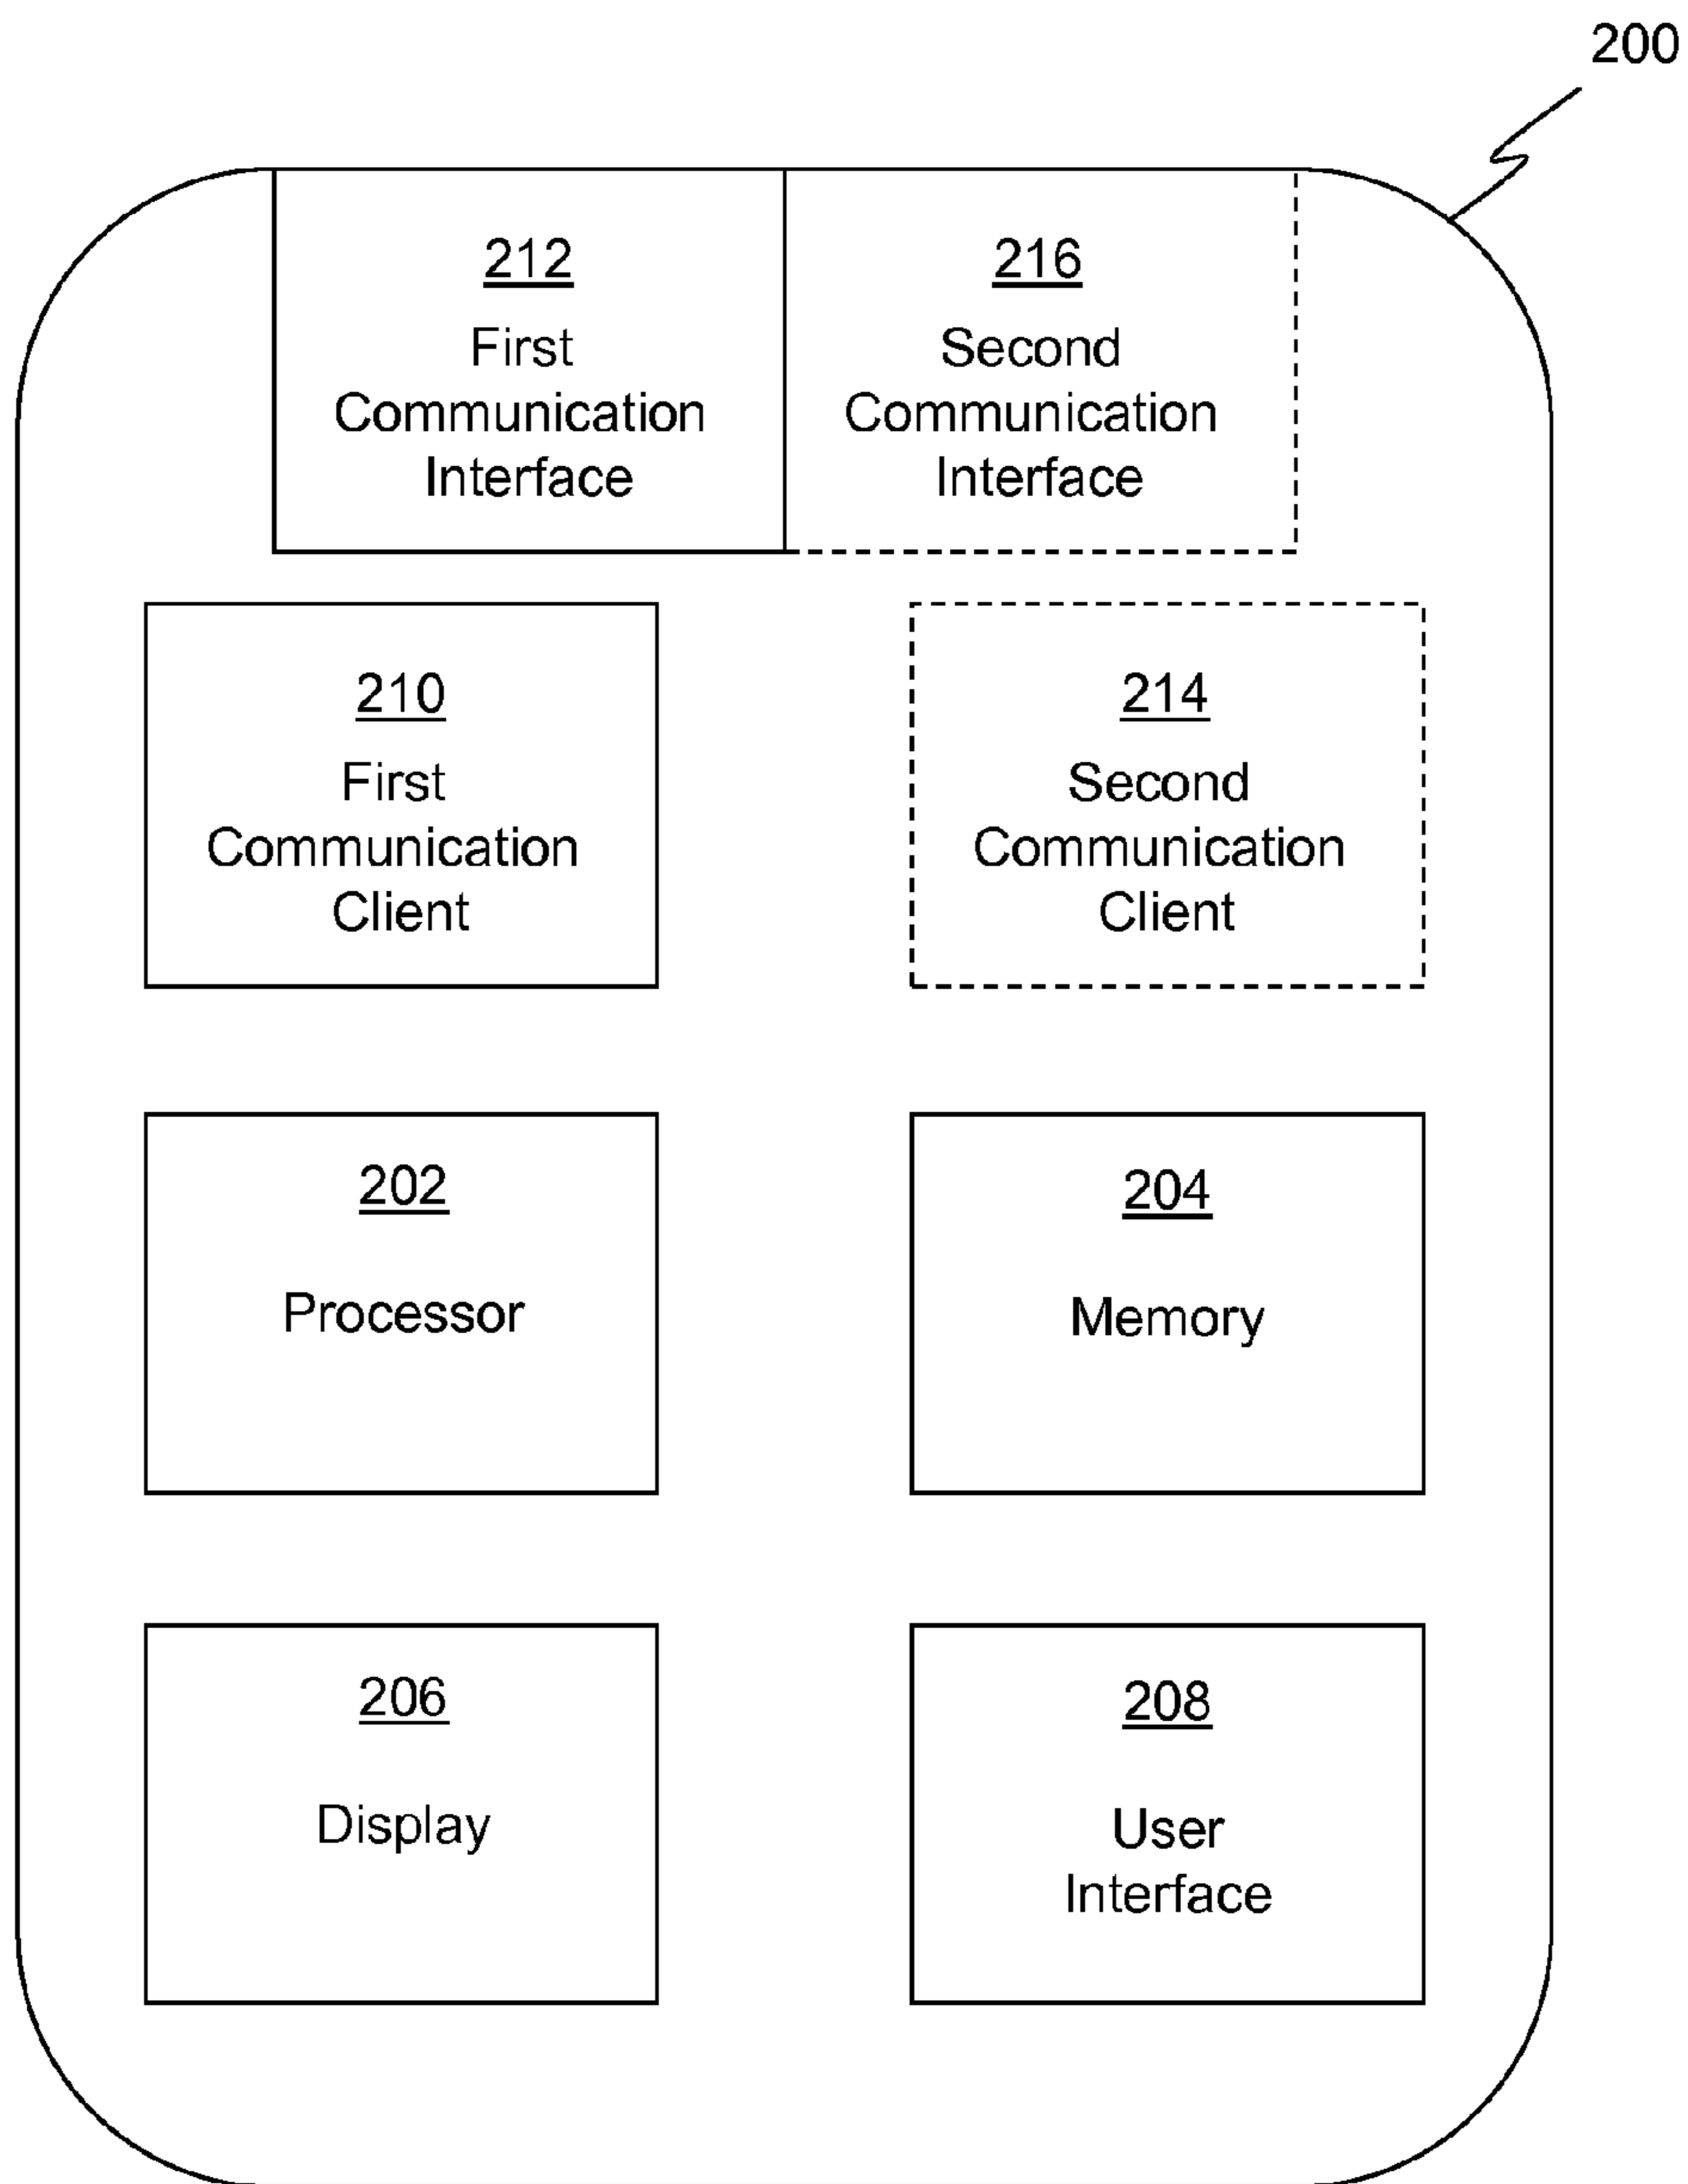 200
212
First
Communication
Interface
216
Second
Communication
Interface
210
First
Communication
Client
214
Second
Communication
Client
202
Processor
204
Memory
206
Display
208
User
Interface